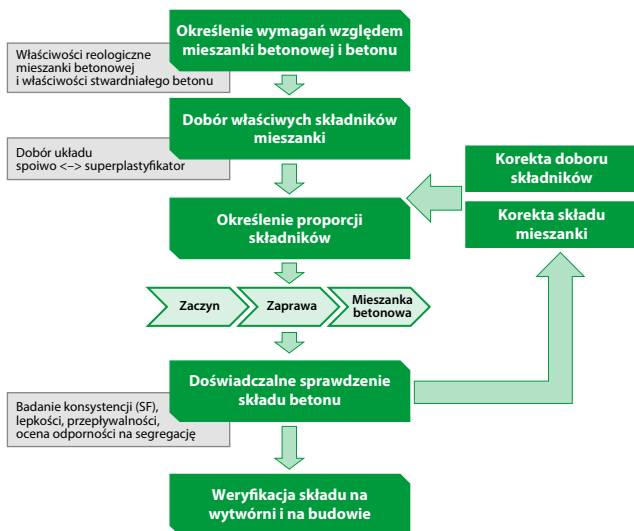 Określenie wymagań względem
mieszanki betonowej i betonu
Właściwości reologiczne
mieszanki betonowej
i właściwości stwardniałego betonu
Dobór właściwych składników
mieszanki
Dobór układu
spoiwo <–> superplastyfikator
Korekta doboru
składników
Korekta składu
mieszanki
Określenie proporcji
składników
Zaczyn
Zaprawa
Mieszanka
betonowa
Doświadczalne sprawdzenie
składu betonu
Badanie konsystencji (SF),
lepkości, przepływalności,
ocena odporności na segregację
Weryfikacja składu na
wytwórni i na budowie